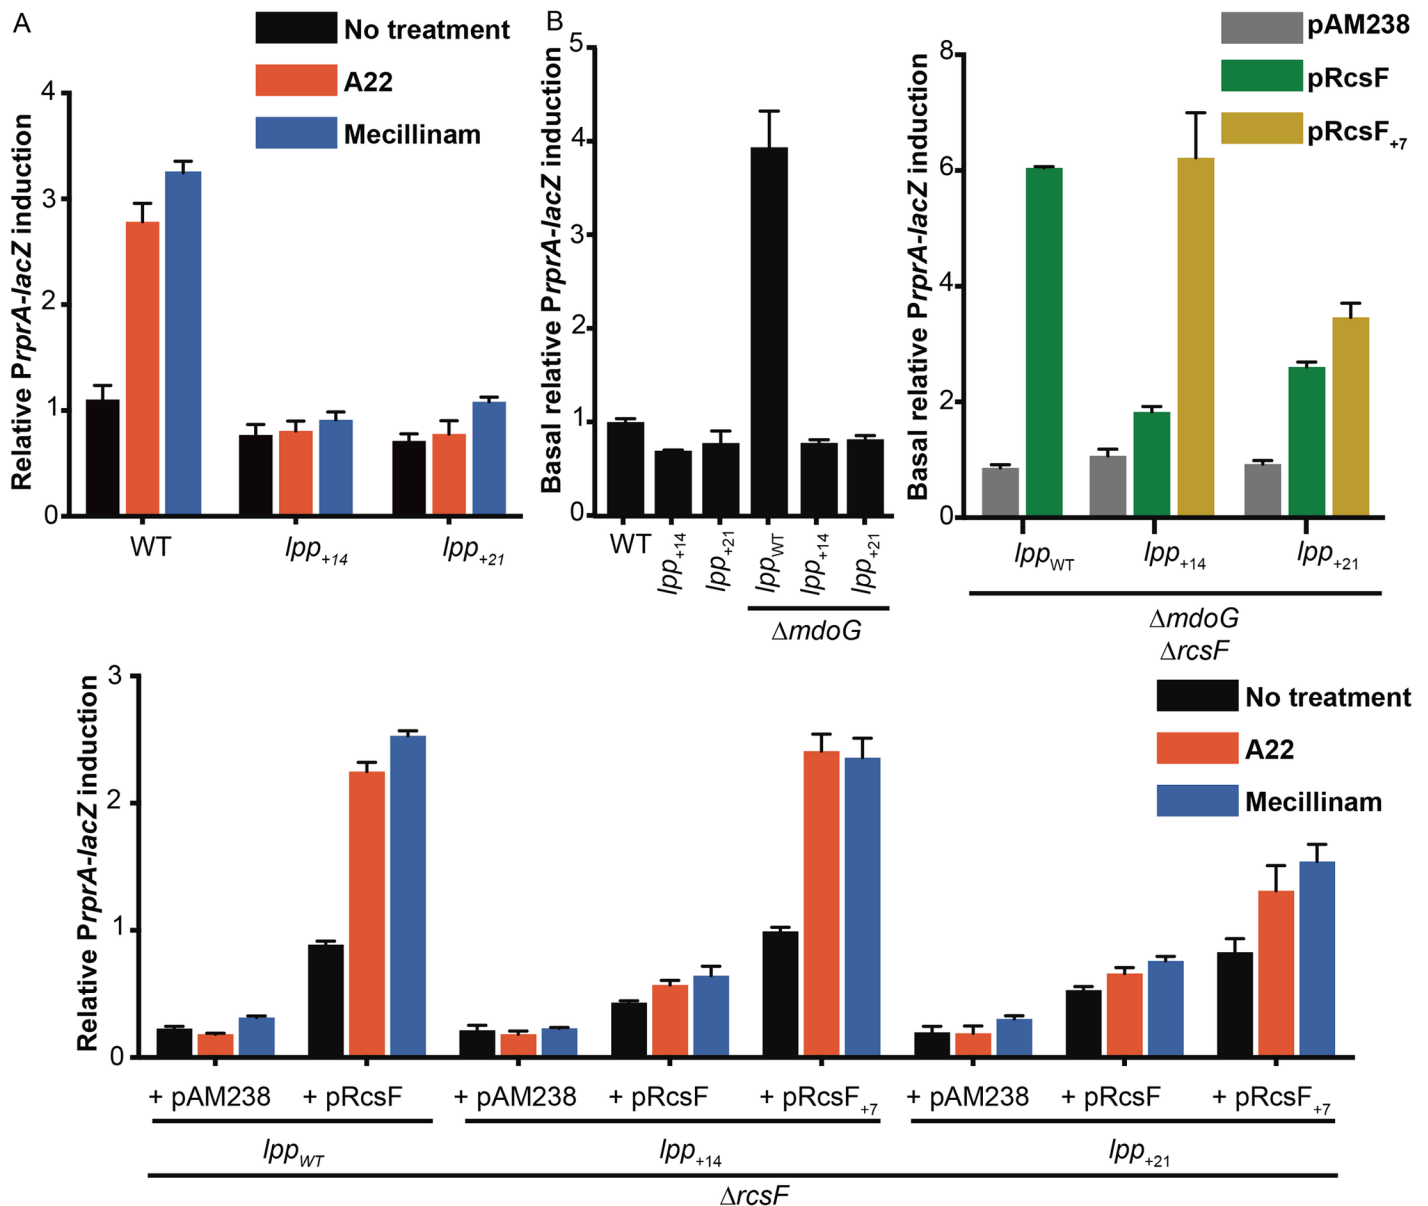 A
No treatment
A22
Mecillinam
Relative PrprA-lacZ induction
4
3
2
1
0
WT
lpp+14
lpp+21
B
Basal relative PrprA-lacZ induction
5
4
3
2
1
0
WT
lpp+14
lpp+21
lppWT
lpp+14
lpp+21
ΔmdoG
pAM238
pRcsF
pRcsF+7
Basal relative PrprA-lacZ induction
8
6
4
2
0
lppWT
lpp+14
lpp+21
ΔmdoG
ΔrcsF
No treatment
A22
Mecillinam
Relative PrprA-lacZ induction
3
2
1
0
+ pAM238 + pRcsF + pAM238 + pRcsF + pRcsF+7 + pAM238 + pRcsF + pRcsF+7
lppWT lpp+14 lpp+21
ΔrcsF